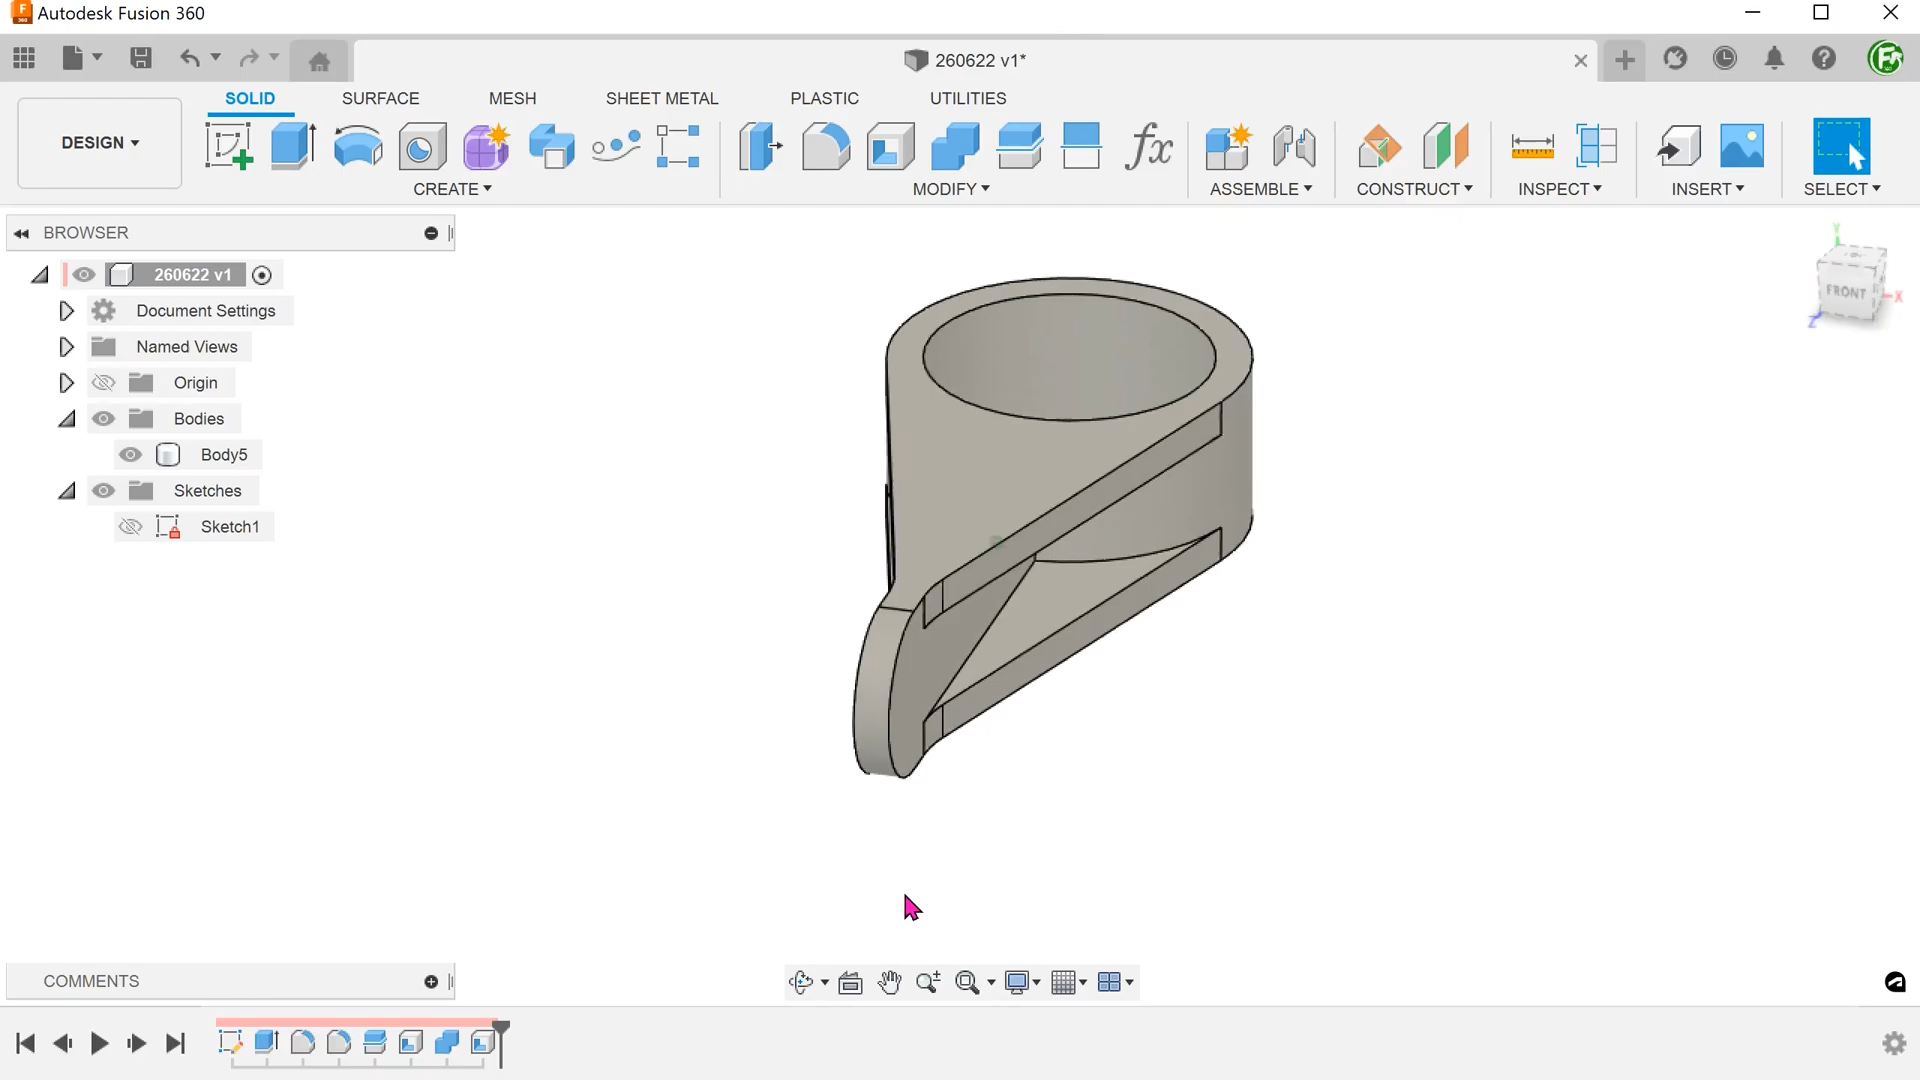 Autodesk Fusion 360
260622 v1*
SOLID SURFACE MESH SHEET METAL PLASTIC UTILITIES
DESIGN
fx
CREATE MODIFY ASSEMBLE CONSTRUCT INSPECT INSERT SELECT
BROWSER
260622 v1
Document Settings
Named Views
Origin
Bodies
Body5
Sketches
Sketch1
Y
FRONT
X
Z
COMMENTS